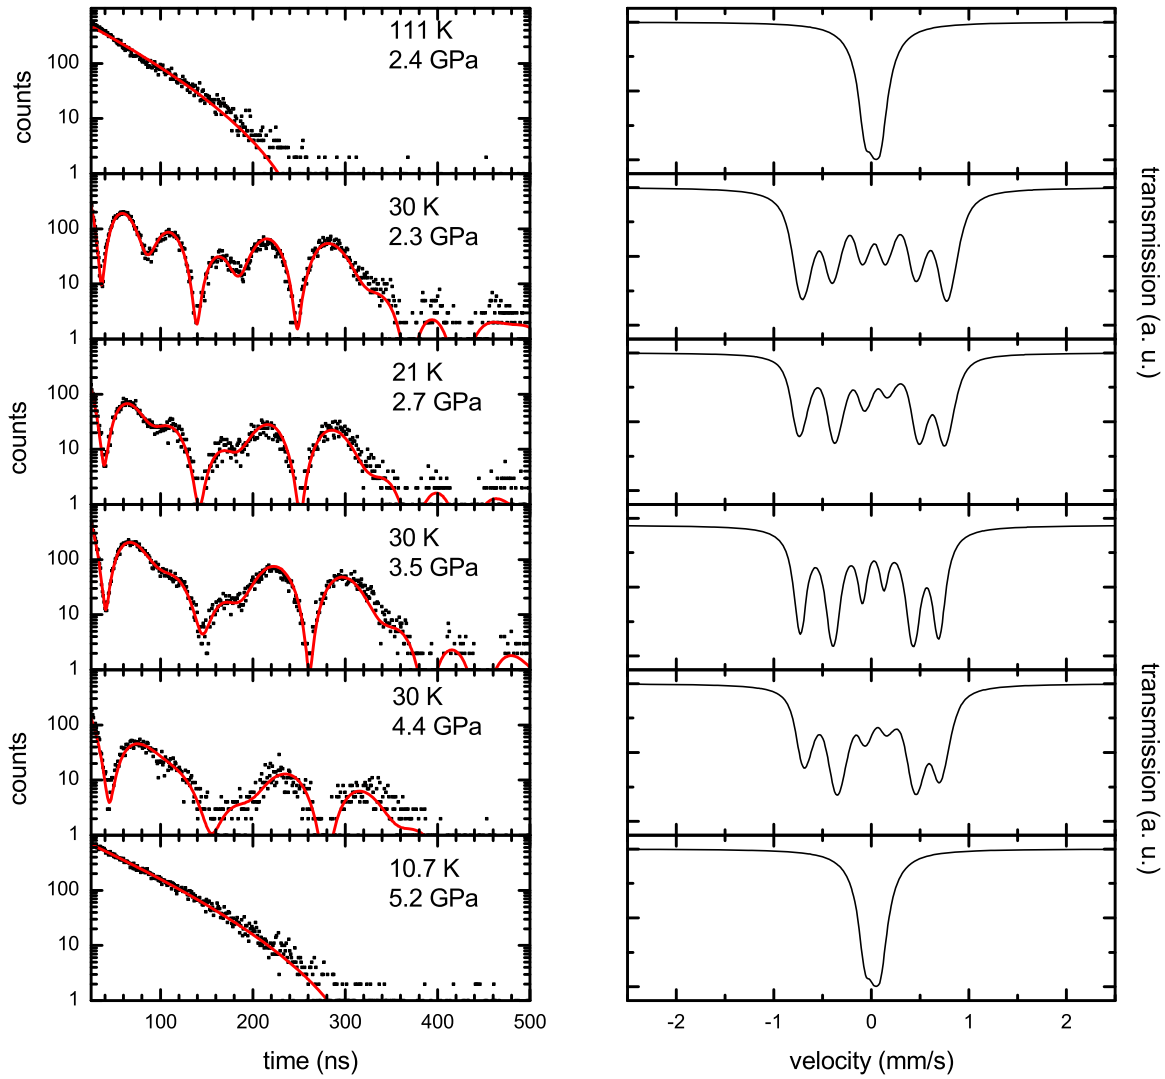 111 K
2.4 GPa
100
10
1
counts
30 K
2.3 GPa
100
10
1
transmission (a. u.)
21 K
2.7 GPa
100
10
1
counts
30 K
3.5 GPa
100
10
1
30 K
4.4 GPa
100
10
1
counts
transmission (a. u.)
10.7 K
5.2 GPa
100
10
1
100 200 300 400 500
-2 -1 0 1 2
time (ns)
velocity (mm/s)